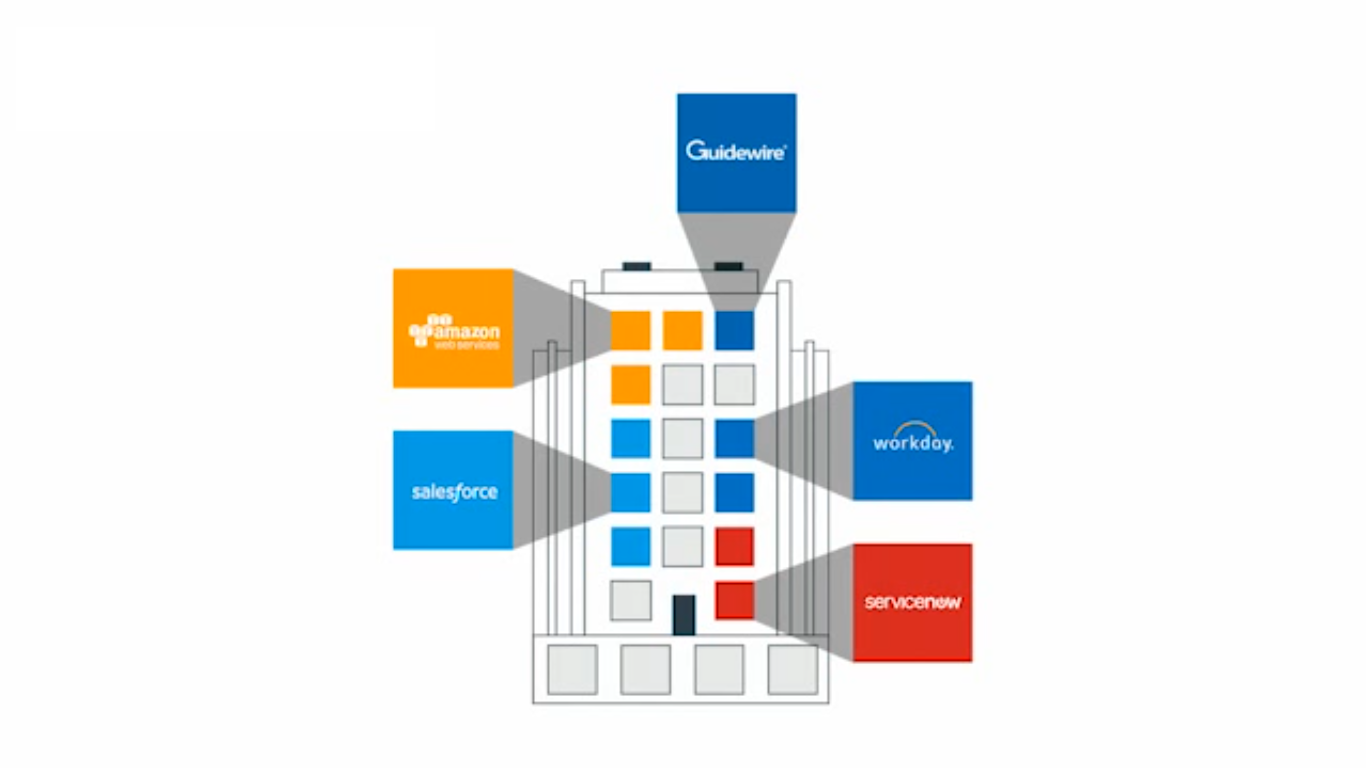 Guidewire
amazon
web services
workday.
salesforce
servicenow